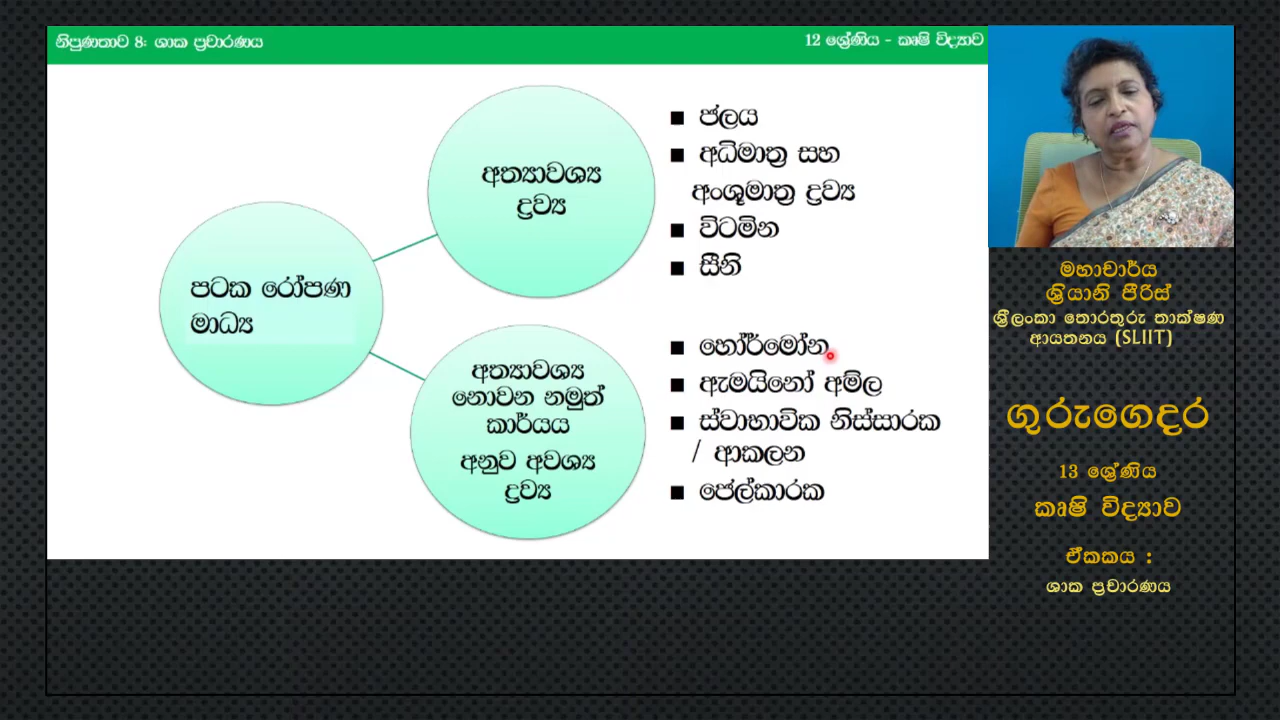 නිපුණතාව 8: ශාක ප්‍රචාරණය
12 ශ්‍රේණිය - කෘෂි විද්‍යාව
පටක රෝපණ
මාධ්‍ය
අත්‍යාවශ්‍ය
ද්‍රව්‍ය
■ ජලය
■ අධිමාත්‍ර සහ
අංශුමාත්‍ර ද්‍රව්‍ය
■ විටමින
■ සීනි
අත්‍යාවශ්‍ය
නොවන නමුත්
කාර්යය
අනුව අවශ්‍ය
ද්‍රව්‍ය
■ හෝර්මෝන
■ ඇමයිනෝ අම්ල
■ ස්වාභාවික නිස්සාරක
/ ආකලන
■ ජේල්කාරක
මහාචාර්ය
ශ්‍රියානි පීරිස්
ශ්‍රීලංකා තොරතුරු තාක්ෂණ
ආයතනය (SLIIT)
ගුරුගෙදර
13 ශ්‍රේණිය
කෘෂි විද්‍යාව
ඒකකය :
ශාක ප්‍රචාරණය